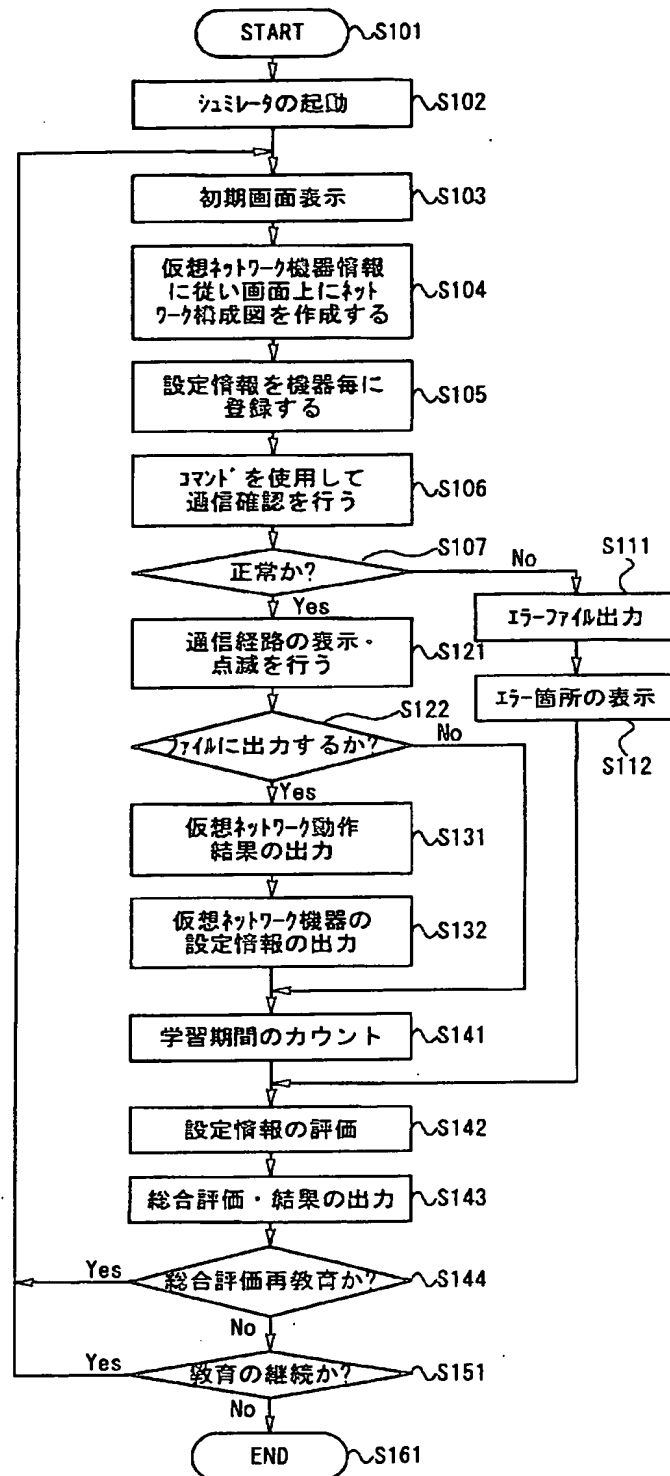 START
S101
シュミレータの起動
S102
初期画面表示
S103
仮想ネットワーク機器情報
に従い画面上にネット
ワーク構成図を作成する
S104
設定情報を機器毎に
登録する
S105
コマンドを使用して
通信確認を行う
S106
S107
正常か?
No
Yes
S111
エラーファイル出力
通信経路の表示・
点滅を行う
S121
エラー箇所の表示
S112
S122
ファイルに出力するか?
No
Yes
仮想ネットワーク動作
結果の出力
S131
仮想ネットワーク機器の
設定情報の出力
S132
学習期間のカウント
S141
設定情報の評価
S142
総合評価・結果の出力
S143
Yes
総合評価再教育か?
S144
No
Yes
教育の継続か?
S151
No
END
S161